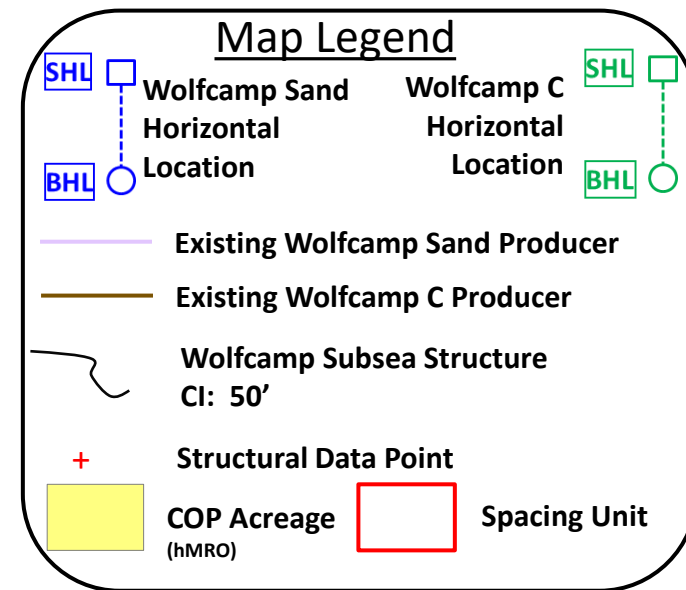 Map Legend
SHL
Wolfcamp Sand
Horizontal
Location
BHL
Wolfcamp C
Horizontal
Location
SHL
BHL
Existing Wolfcamp Sand Producer
Existing Wolfcamp C Producer
Wolfcamp Subsea Structure
CI: 50’
Structural Data Point
COP Acreage
(hMRO)
Spacing Unit